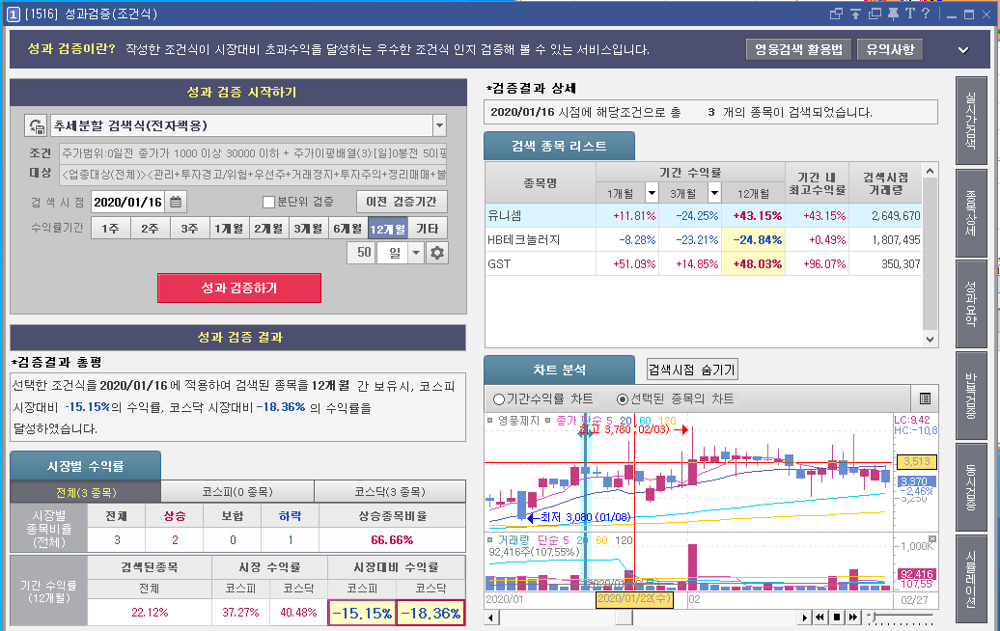 1 [1516] 성과검증(조건식)
성과 검증이란? 작성한 조건식이 시장대비 초과수익을 달성하는 우수한 조건식 인지 검증해 볼 수 있는 서비스입니다.
영웅검색 활용법 유의사항
성과 검증 시작하기
추세분할 검색식(전자책용)
조건 주가범위:0일전 종가가 1000 이상 30000 이하 + 주가이평배열(3):[일]0봉전 50이평
대상 <업종대상(전체)><관리+투자경고/위험+우선주+거래정지+투자주의+정리매매+불
검 색 시 점 2020/01/16 분단위 검증 이전 검증기간
수익률기간 1주 2주 3주 1개월 2개월 3개월 6개월 12개월 기타
50 일
성과 검증하기
성과 검증 결과
*검증결과 총평
선택한 조건식을 2020/01/16에 적용하여 검색된 종목을 12개월 간 보유시, 코스피
시장대비 -15.15%의 수익률, 코스닥 시장대비 -18.36% 의 수익률을
달성하였습니다.
시장별 수익률
전체(3 종목) 코스피(0 종목) 코스닥(3 종목)
시장별
종목비율
(전체)
전체 상승 보합 하락 상승종목비율
3 2 0 1 66.66%
기간 수익률
(12개월)
검색된종목 시장 수익률 시장대비 수익률
전체 코스피 코스닥 코스피 코스닥
22.12% 37.27% 40.48% -15.15% -18.36%
*검증결과 상세
2020/01/16 시점에 해당조건으로 총 3 개의 종목이 검색되었습니다.
검색 종목 리스트
종목명 기간 수익률 기간 내 최고수익률 검색시점 거래량
1개월 3개월 12개월
유니셈 +11.81% -24.25% +43.15% +43.15% 2,649,670
HB테크놀러지 -8.28% -23.21% -24.84% +0.49% 1,807,495
GST +51.09% +14.85% +48.03% +96.07% 350,307
차트 분석 검색시점 숨기기
기간수익률 차트 선택된 종목의 차트
영풍제지 종가 단순 5 20 60 120
최고 3,780 (02/03)
LC:9,42
HC:-10,8
3,513
3,370
-2,46%
3,250
최저 3,080 (01/08)
거래량 단순 5 20 60 120
92,416주(107,55%)
1,000K
92,416
107,55
2020/01 2020/01/22(수) 02 02/27
실시간검색
종목상세
성과요약
반복검증
동시검증
시뮬레이션